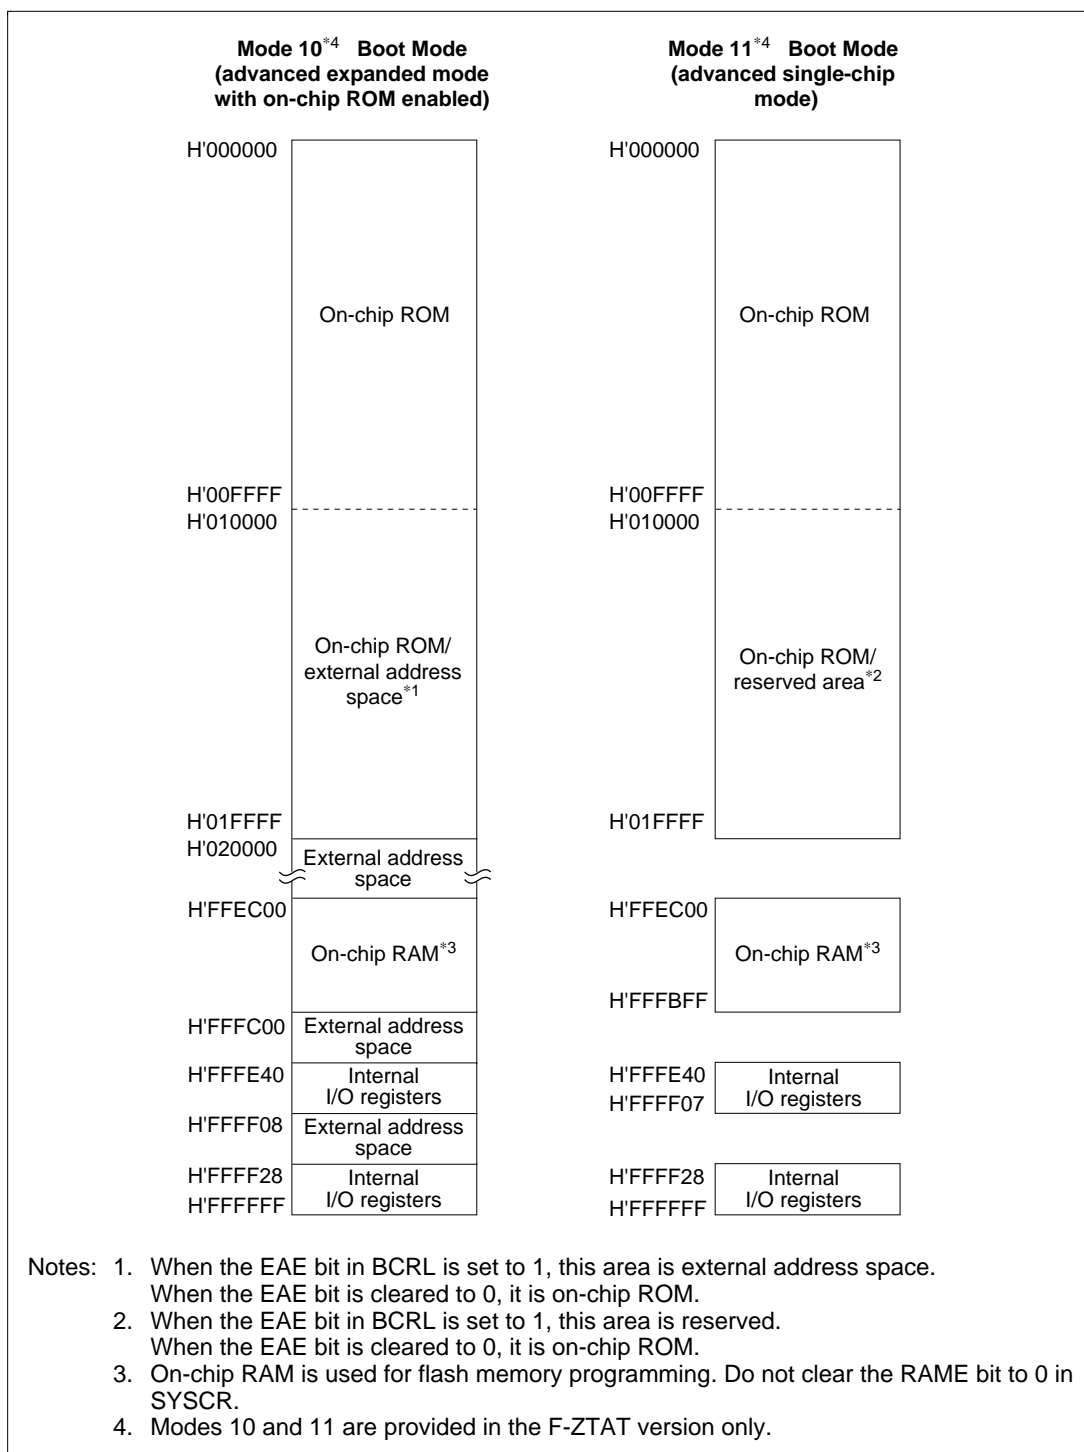 Mode 10*4 Boot Mode
(advanced expanded mode
with on-chip ROM enabled)
H'000000
On-chip ROM
H'00FFFF
H'010000
On-chip ROM/
external address
space*1
H'01FFFF
H'020000
External address
space
H'FFEC00
On-chip RAM*3
H'FFFC00
External address
space
H'FFFE40
Internal
I/O registers
H'FFFF08
External address
space
H'FFFF28
Internal
I/O registers
H'FFFFFF
Mode 11*4 Boot Mode
(advanced single-chip
mode)
H'000000
On-chip ROM
H'00FFFF
H'010000
On-chip ROM/
reserved area*2
H'01FFFF
H'FFEC00
On-chip RAM*3
H'FFFBFF
H'FFFE40
Internal
I/O registers
H'FFFF07
H'FFFF28
Internal
I/O registers
H'FFFFFF
Notes: 1. When the EAE bit in BCRL is set to 1, this area is external address space.
When the EAE bit is cleared to 0, it is on-chip ROM.
2. When the EAE bit in BCRL is set to 1, this area is reserved.
When the EAE bit is cleared to 0, it is on-chip ROM.
3. On-chip RAM is used for flash memory programming. Do not clear the RAME bit to 0 in
SYSCR.
4. Modes 10 and 11 are provided in the F-ZTAT version only.